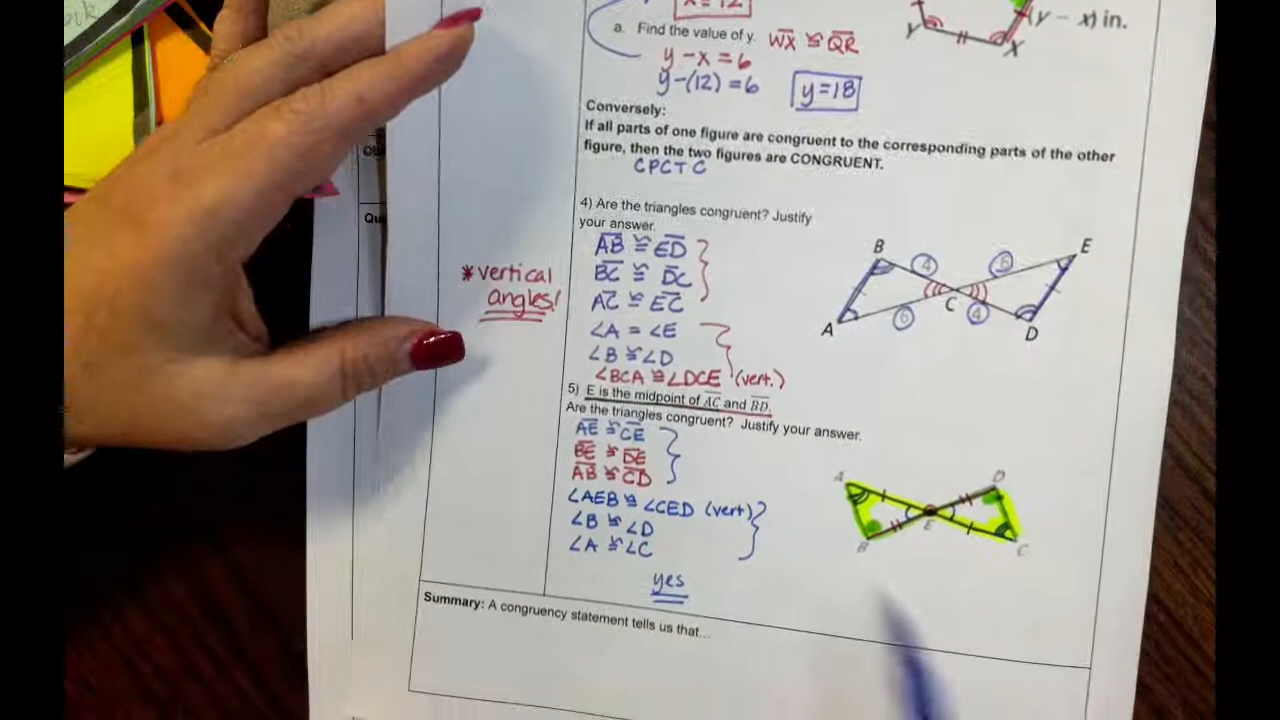 x = 12
(y – x) in.
a. Find the value of y. WX ≅ QR
y - x = 6
y - (12) = 6
y = 18
Y
X
Conversely:
If all parts of one figure are congruent to the corresponding parts of the other
figure, then the two figures are CONGRUENT.
CPCTC
4) Are the triangles congruent? Justify
your answer.
AB ≅ ED
BC ≅ DC
AC ≅ EC
∠A = ∠E
∠B ≅ ∠D
∠BCA ≅ ∠DCE (vert.)
* vertical
angles!
B
E
4
6
A
6
C
4
D
5) E is the midpoint of AC and BD.
Are the triangles congruent? Justify your answer.
AE ≅ CE
BE ≅ DE
AB ≅ CD
∠AEB ≅ ∠CED (vert)
∠B ≅ ∠D
∠A ≅ ∠C
yes
A
D
E
B
C
Summary: A congruency statement tells us that...